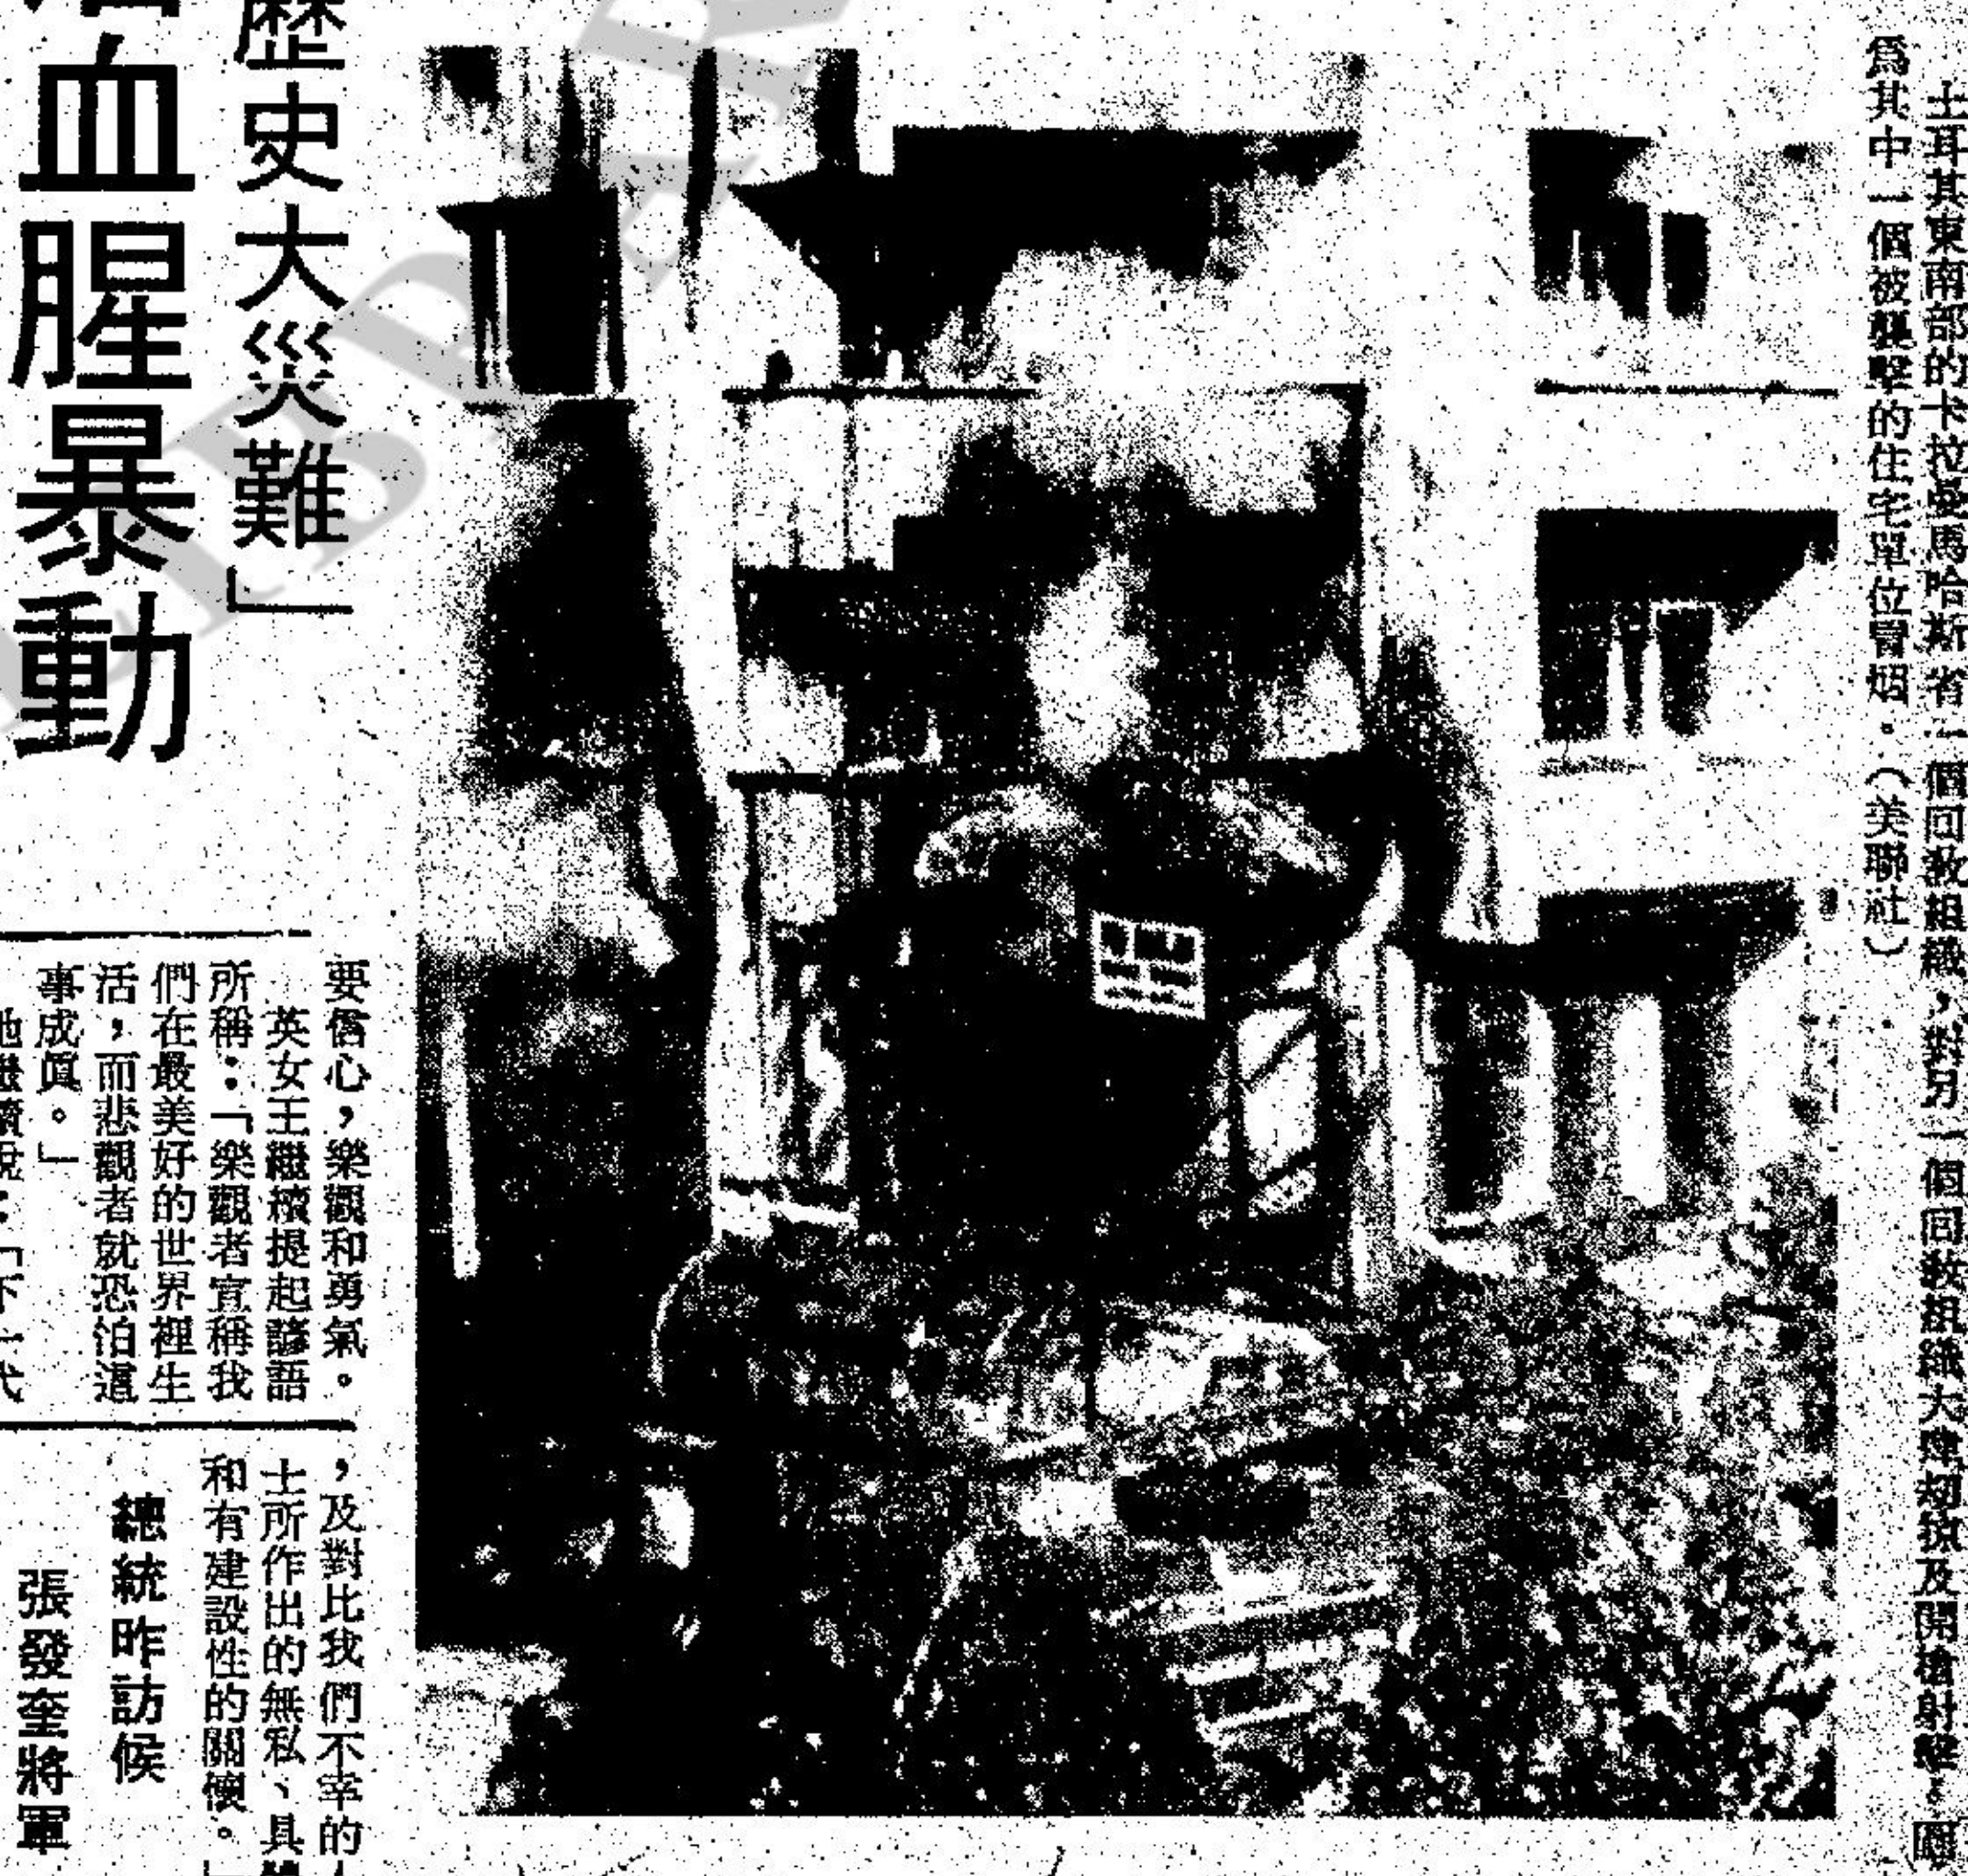 土耳其東南部的卡拉曼馬哈斯省一個回教組織，對另一個回教組織大肆劫掠及開槍射擊，圖
爲其中一個被襲擊的住宅單位冒烟。（美聯社）
歷史大災難」
血腥暴動
要信心，樂觀和勇氣。
英女王繼續提起諺語
所稱：「樂觀者宣稱我
們在最美好的世界裡生
活，而悲觀者就恐怕這
事成眞。」
繼續說：「下一代
，及對比我們不幸的
士所作出的無私、具
和有建設性的關懷。」
總統昨訪候
張發奎將軍